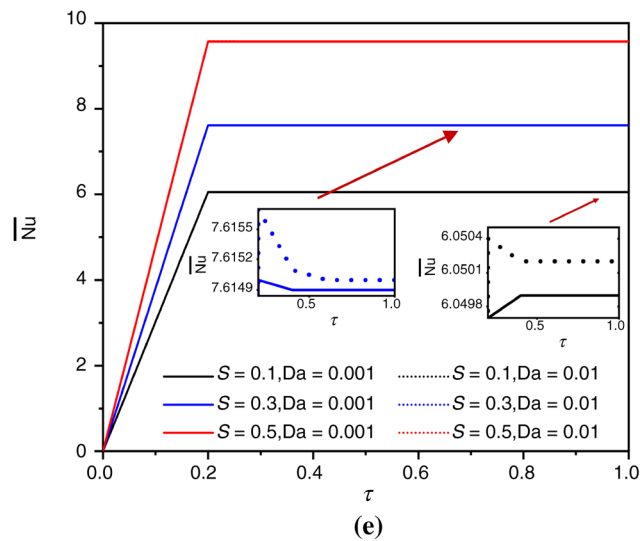 10
8
6
4
2
0
Nu
7.6155
7.6152
7.6149
Nu
0.5
1.0
τ
6.0504
6.0501
6.0498
Nu
0.5
1.0
τ
S = 0.1,Da = 0.001
S = 0.1,Da = 0.01
S = 0.3,Da = 0.001
S = 0.3,Da = 0.01
S = 0.5,Da = 0.001
S = 0.5,Da = 0.01
0.0 0.2 0.4 0.6 0.8 1.0
τ
(e)